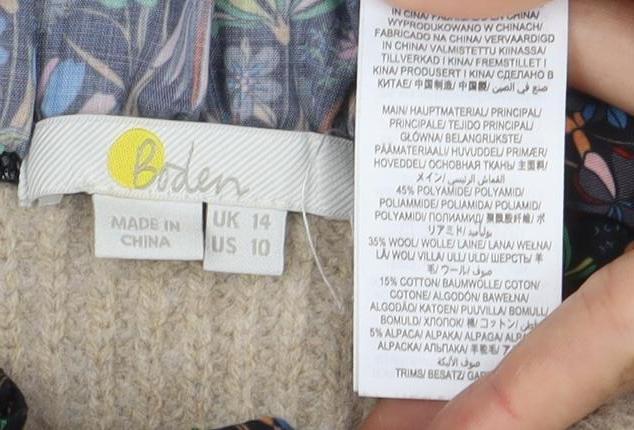 Boden
MADE IN
CHINA
UK 14
US 10
WYPRODUKOWANO W CHINACH/
FABRICADO NA CHINA/ VERVAARDIGD
IN CHINA/ VALMISTETTU KIINASSA/
TILLVERKAD I KINA/ FREMSTILLET I
KINA/ PRODUSERT I KINA/ СДЕЛАНО В
КИТАЕ/ 中国制造/ 中国製/ صنع في الصين/
MAIN/ HAUPTMATERIAL/ PRINCIPAL/
PRINCIPALE/ TEJIDO PRINCIPAL/
GŁÓWNA/ BELANGRIJKSTE/
PÄÄMATERIAALI/ HUVUDDEL/ PRIMÆR/
HOVEDDEL/ ОСНОВНАЯ ТКАНЬ/ 主面料/
メイン/ القماش الرئيسي/
45% POLYAMIDE/ POLYAMID/
POLIAMMIDE/ POLIAMIDA/ POLIAMID/
POLYAMIDI/ ПОЛИАМИД/ 聚酰胺纤维/ ポ
リアミド/ بولياميد/
35% WOOL/ WOLLE/ LAINE/ LANA/ WEŁNA/
LÃ/ WOL/ VILLA/ ULL/ ULD/ ШЕРСТЬ/ 羊
毛/ ウール/ صوف/
15% COTTON/ BAUMWOLLE/ COTON/
COTONE/ ALGODÓN/ BAWEŁNA/
ALGODÃO/ KATOEN/ PUUVILLA/ BOMULL/
BOMULD/ ХЛОПОК/ 棉/ コットン/
5% ALPACA/ ALPAKA/ ALPAGA/
ALPACKA/ АЛЬПАКА/ 羊驼毛/
صوف الألبكة/
TRIMS/ BESATZ/